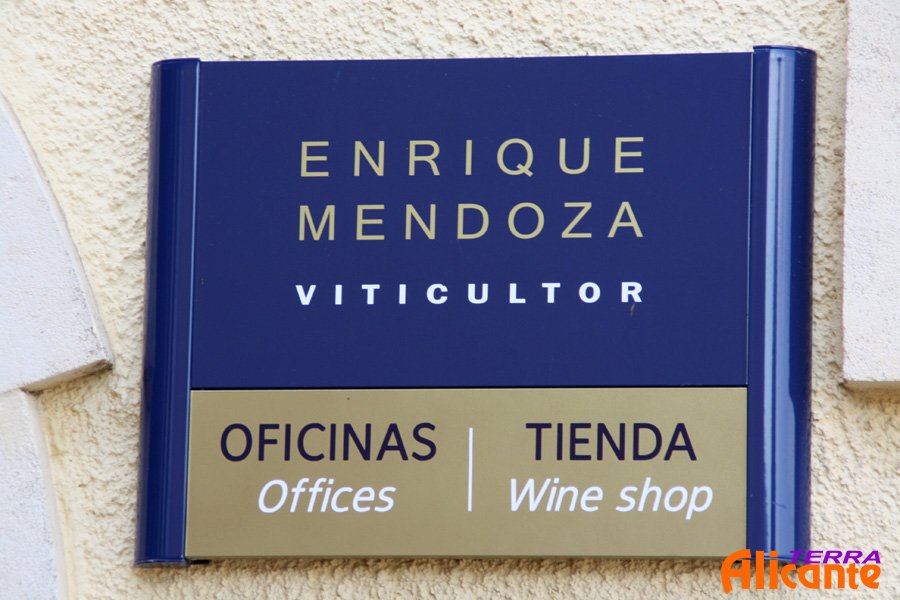 ENRIQUE
MENDOZA
VITICULTOR
OFICINAS
Offices
TIENDA
Wine shop
TERRA
Alicante